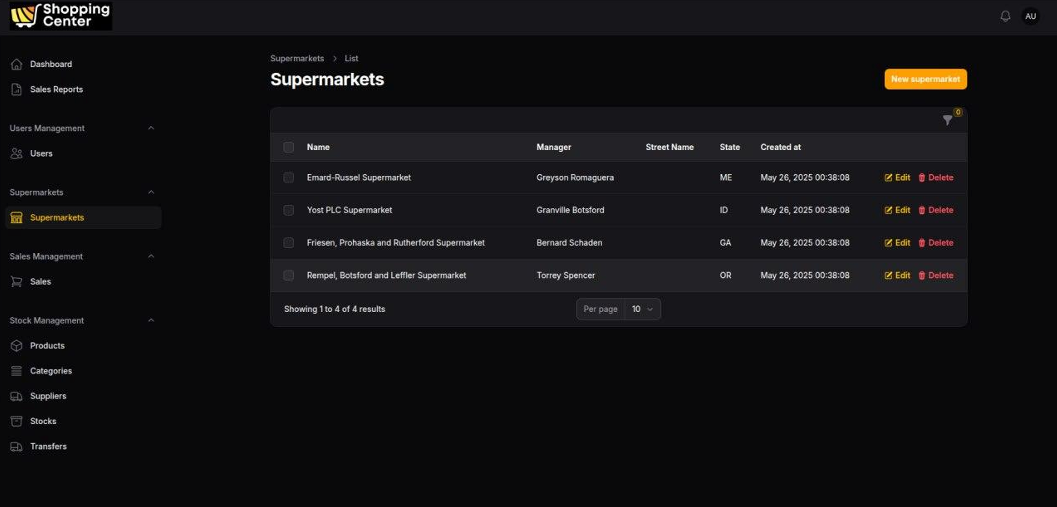 Shopping
Center
AU
Dashboard
Sales Reports
Users Management
Users
Supermarkets
Supermarkets
Sales Management
Sales
Stock Management
Products
Categories
Suppliers
Stocks
Transfers
Supermarkets > List
Supermarkets
New supermarket
0
Name Manager Street Name State Created at
Emard-Russel Supermarket Greyson Romaguera ME May 26, 2025 00:38:08 Edit Delete
Yost PLC Supermarket Granville Botsford ID May 26, 2025 00:38:08 Edit Delete
Friesen, Prohaska and Rutherford Supermarket Bernard Schaden GA May 26, 2025 00:38:08 Edit Delete
Rempel, Botsford and Leffler Supermarket Torrey Spencer OR May 26, 2025 00:38:08 Edit Delete
Showing 1 to 4 of 4 results Per page 10